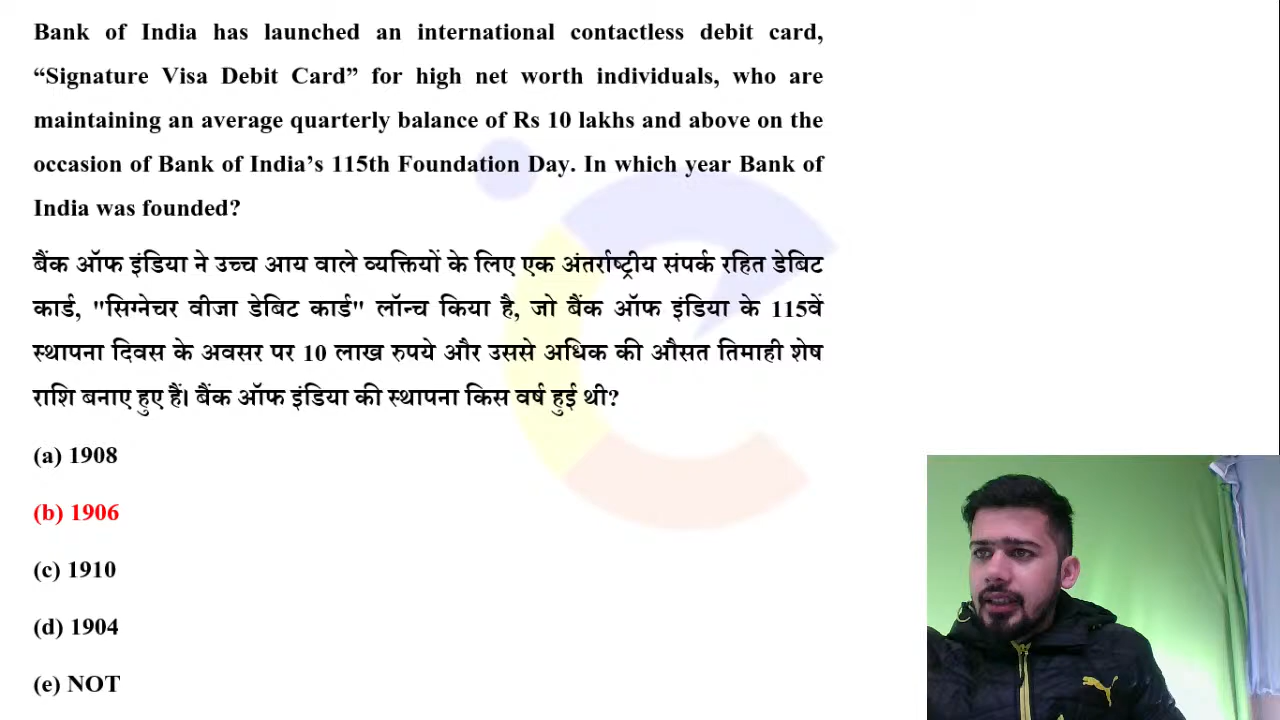 Bank of India has launched an international contactless debit card,
“Signature Visa Debit Card” for high net worth individuals, who are
maintaining an average quarterly balance of Rs 10 lakhs and above on the
occasion of Bank of India’s 115th Foundation Day. In which year Bank of
India was founded?
बैंक ऑफ इंडिया ने उच्च आय वाले व्यक्तियों के लिए एक अंतर्राष्ट्रीय संपर्क रहित डेबिट
कार्ड, "सिग्नेचर वीजा डेबिट कार्ड" लॉन्च किया है, जो बैंक ऑफ इंडिया के 115वें
स्थापना दिवस के अवसर पर 10 लाख रुपये और उससे अधिक की औसत तिमाही शेष
राशि बनाए हुए हैं। बैंक ऑफ इंडिया की स्थापना किस वर्ष हुई थी?
(a) 1908
(b) 1906
(c) 1910
(d) 1904
(e) NOT